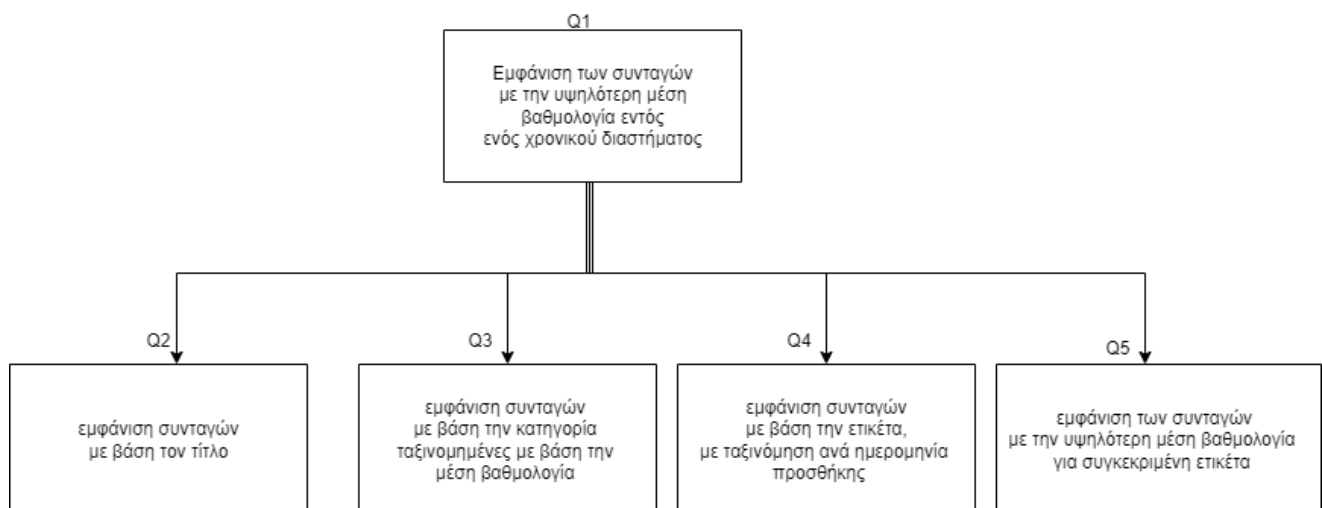 Q1
Εμφάνιση των συνταγών
με την υψηλότερη μέση
βαθμολογία εντός
ενός χρονικού διαστήματος
Q2
εμφάνιση συνταγών
με βάση τον τίτλο
Q3
εμφάνιση συνταγών
με βάση την κατηγορία
ταξινομημένες με βάση την
μέση βαθμολογία
Q4
εμφάνιση συνταγών
με βάση την ετικέτα,
με ταξινόμηση ανά ημερομηνία
προσθήκης
Q5
εμφάνιση των συνταγών
με την υψηλότερη μέση βαθμολογία
για συγκεκριμένη ετικέτα